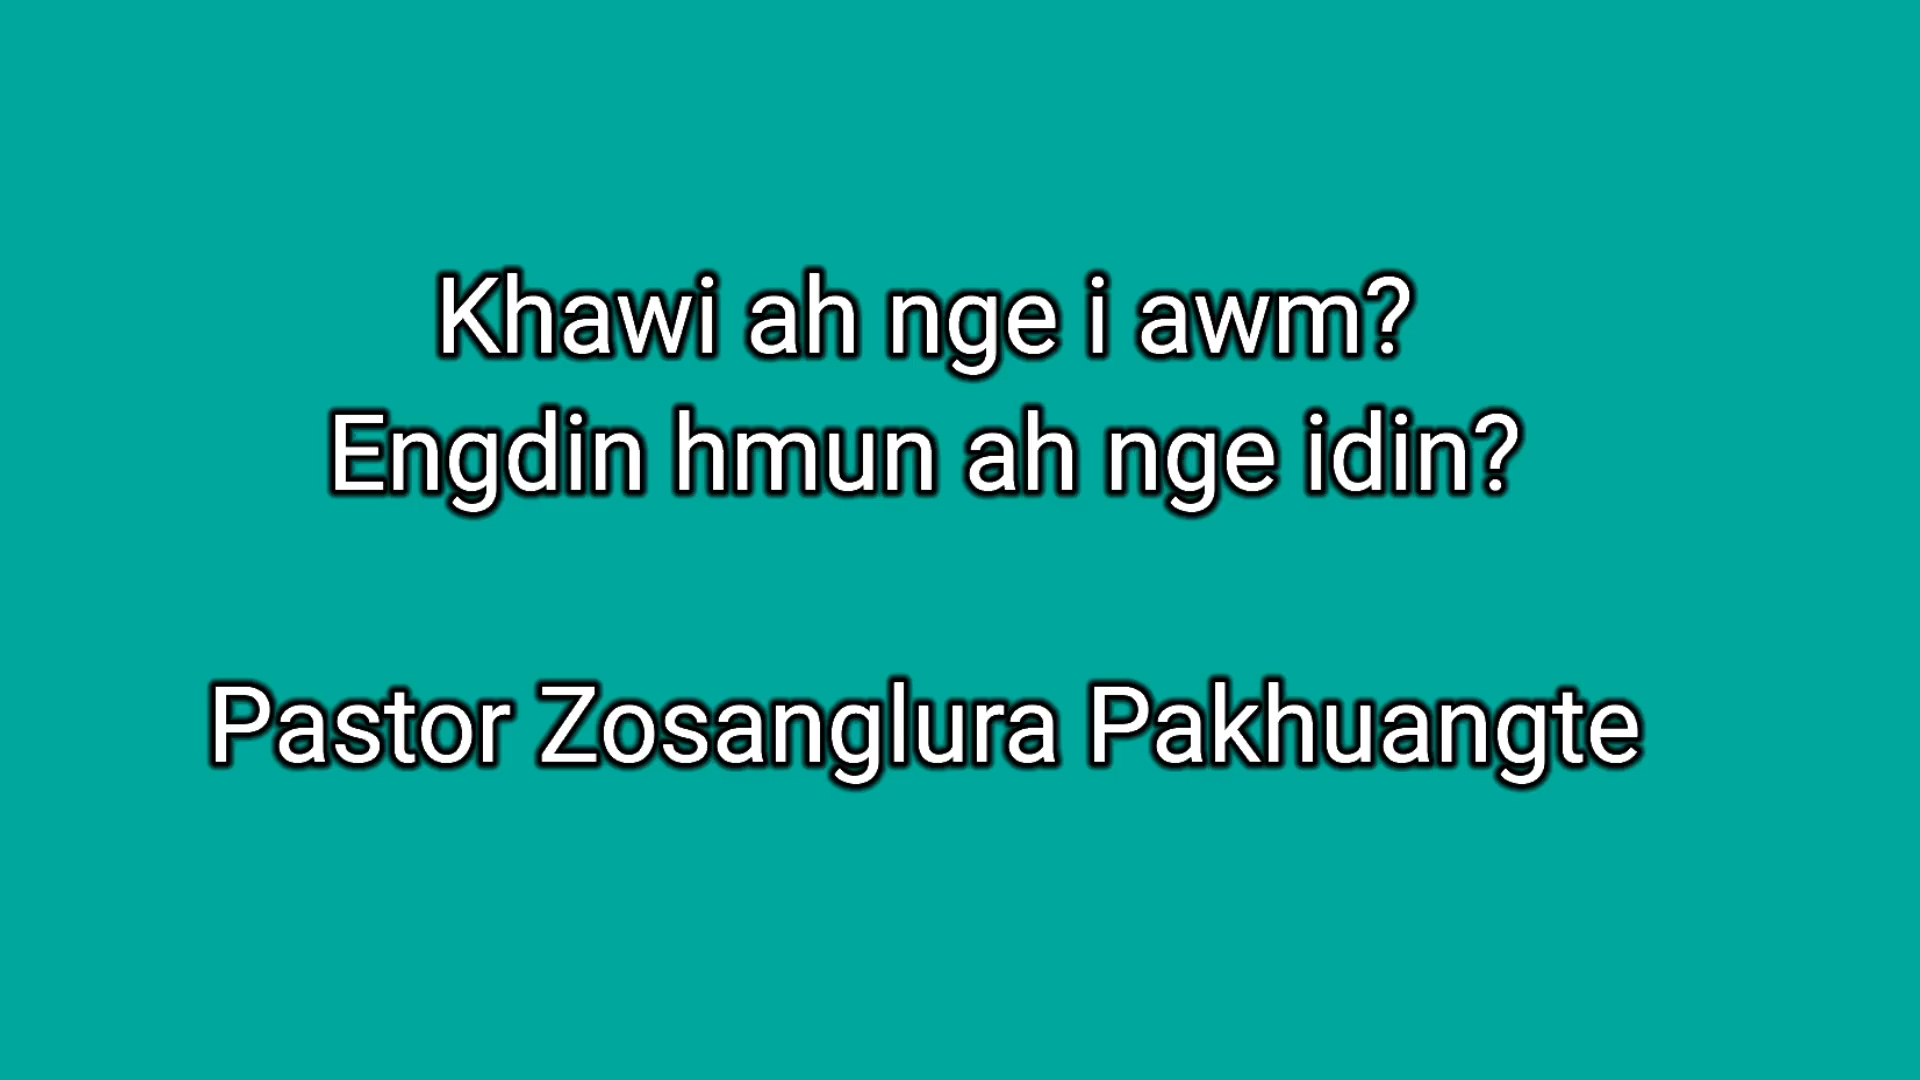 Khawi ah nge i awm?
Engdin hmun ah nge idin?
Pastor Zosanglura Pakhuangte